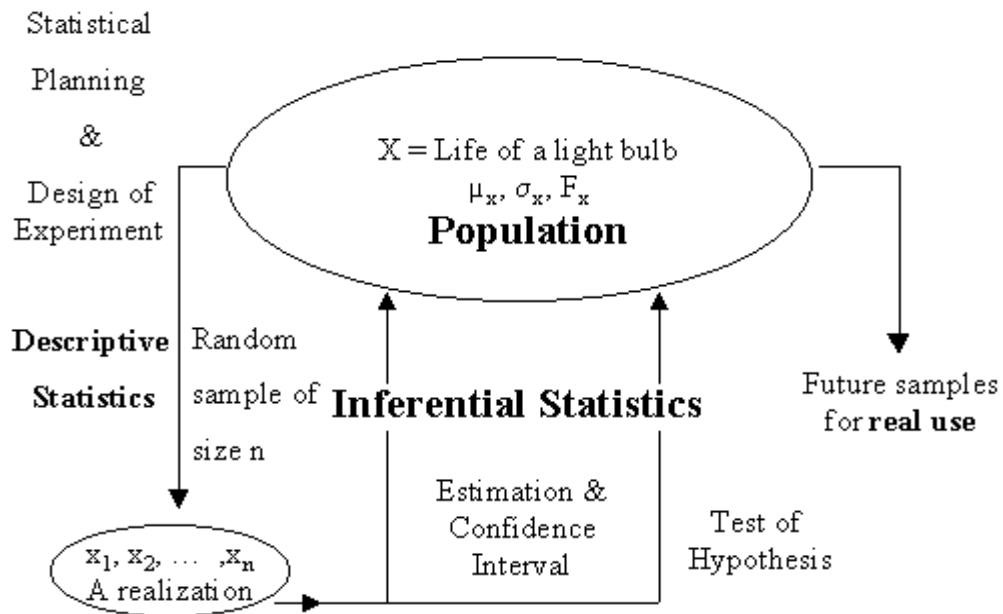 Statistical
Planning
&
Design of
Experiment
X = Life of a light bulb
μx, σx, Fx
Population
Descriptive
Statistics
Random
sample of
size n
Inferential Statistics
Future samples
for real use
Estimation &
Confidence
Interval
Test of
Hypothesis
x1, x2, ... ,xn
A realization